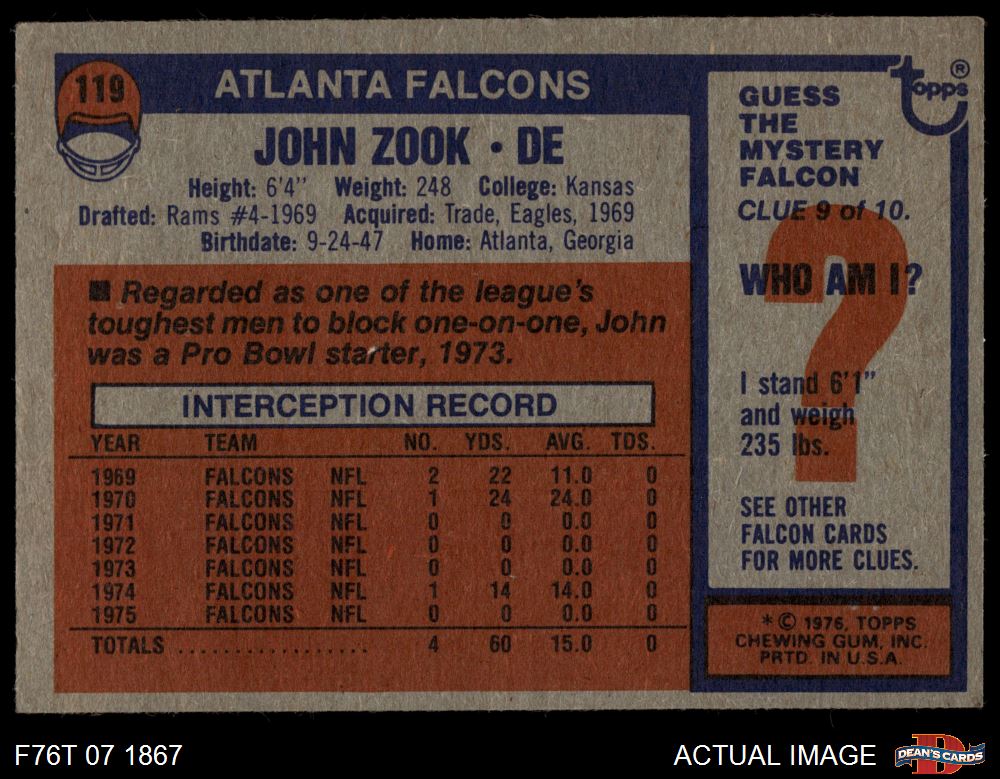 119
ATLANTA FALCONS
JOHN ZOOK • DE
Height: 6'4" Weight: 248 College: Kansas
Drafted: Rams #4-1969 Acquired: Trade, Eagles, 1969
Birthdate: 9-24-47 Home: Atlanta, Georgia
■ Regarded as one of the league's
toughest men to block one-on-one, John
was a Pro Bowl starter, 1973.
INTERCEPTION RECORD
YEAR TEAM NO. YDS. AVG. TDS.
1969 FALCONS NFL 2 22 11.0 0
1970 FALCONS NFL 1 24 24.0 0
1971 FALCONS NFL 0 0 0.0 0
1972 FALCONS NFL 0 0 0.0 0
1973 FALCONS NFL 0 0 0.0 0
1974 FALCONS NFL 1 14 14.0 0
1975 FALCONS NFL 0 0 0.0 0
TOTALS .................. 4 60 15.0 0
topps ®
GUESS
THE
MYSTERY
FALCON
CLUE 9 of 10.
?
WHO AM I?
I stand 6'1"
and weigh
235 lbs.
SEE OTHER
FALCON CARDS
FOR MORE CLUES.
* © 1976, TOPPS
CHEWING GUM, INC.
PRTD. IN U.S.A.
F76T 07 1867
ACTUAL IMAGE
D
DEAN'S CARDS